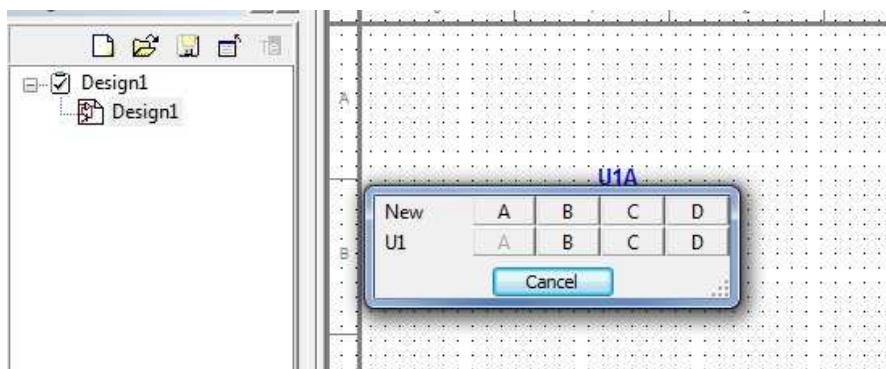 Design1
Design1
A
B
U1A
New A B C D
U1 A B C D
Cancel